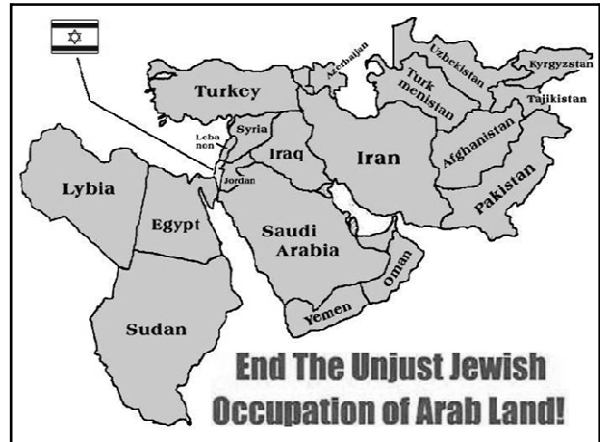 Azerbaijan
Uzbekistan
Kyrgyzstan
Turkey
Turk
menistan
Tajikistan
Syria
Leba
non
Iraq
Iran
Afghanistan
Lybia
Jordan
Pakistan
Egypt
Saudi
Arabia
Oman
Yemen
Sudan
End The Unjust Jewish
Occupation of Arab Land!